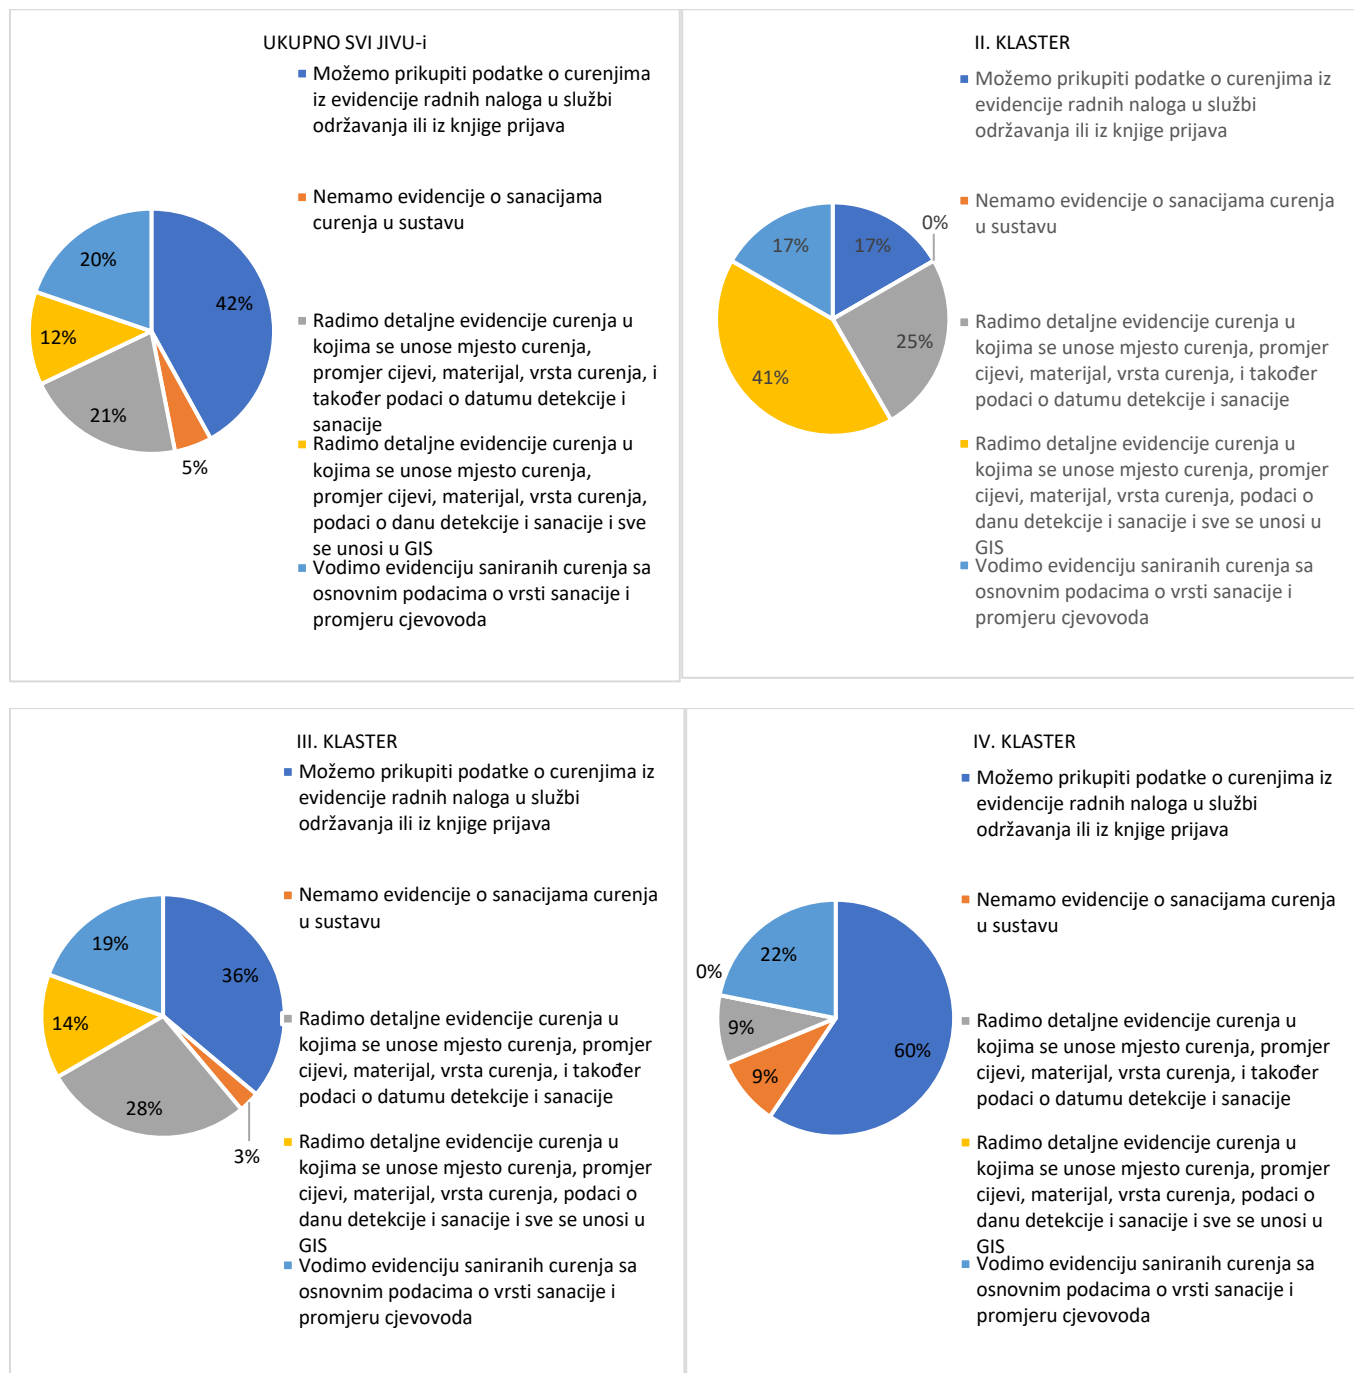 UKUPNO SVI JIVU-i
Možemo prikupiti podatke o curenjima
iz evidencije radnih naloga u službi
održavanja ili iz knjige prijava
Nemamo evidencije o sanacijama
curenja u sustavu
Radimo detaljne evidencije curenja u
kojima se unose mjesto curenja,
promjer cijevi, materijal, vrsta curenja, i
također podaci o datumu detekcije i
sanacije
Radimo detaljne evidencije curenja u
kojima se unose mjesto curenja,
promjer cijevi, materijal, vrsta curenja,
podaci o danu detekcije i sanacije i sve
se unosi u GIS
Vodimo evidenciju saniranih curenja sa
osnovnim podacima o vrsti sanacije i
promjeru cjevovoda
20%
42%
12%
21%
5%
II. KLASTER
Možemo prikupiti podatke o curenjima iz
evidencije radnih naloga u službi
održavanja ili iz knjige prijava
Nemamo evidencije o sanacijama curenja
u sustavu
Radimo detaljne evidencije curenja u
kojima se unose mjesto curenja, promjer
cijevi, materijal, vrsta curenja, i također
podaci o datumu detekcije i sanacije
Radimo detaljne evidencije curenja u
kojima se unose mjesto curenja, promjer
cijevi, materijal, vrsta curenja, podaci o
danu detekcije i sanacije i sve se unosi u
GIS
Vodimo evidenciju saniranih curenja sa
osnovnim podacima o vrsti sanacije i
promjeru cjevovoda
17%
17%
0%
25%
41%
III. KLASTER
Možemo prikupiti podatke o curenjima iz
evidencije radnih naloga u službi
održavanja ili iz knjige prijava
Nemamo evidencije o sanacijama curenja
u sustavu
Radimo detaljne evidencije curenja u
kojima se unose mjesto curenja, promjer
cijevi, materijal, vrsta curenja, i također
podaci o datumu detekcije i sanacije
Radimo detaljne evidencije curenja u
kojima se unose mjesto curenja, promjer
cijevi, materijal, vrsta curenja, podaci o
danu detekcije i sanacije i sve se unosi u
GIS
Vodimo evidenciju saniranih curenja sa
osnovnim podacima o vrsti sanacije i
promjeru cjevovoda
19%
36%
14%
28%
3%
IV. KLASTER
Možemo prikupiti podatke o curenjima iz
evidencije radnih naloga u službi
održavanja ili iz knjige prijava
Nemamo evidencije o sanacijama curenja
u sustavu
Radimo detaljne evidencije curenja u
kojima se unose mjesto curenja, promjer
cijevi, materijal, vrsta curenja, i također
podaci o datumu detekcije i sanacije
Radimo detaljne evidencije curenja u
kojima se unose mjesto curenja, promjer
cijevi, materijal, vrsta curenja, podaci o
danu detekcije i sanacije i sve se unosi u
GIS
Vodimo evidenciju saniranih curenja sa
osnovnim podacima o vrsti sanacije i
promjeru cjevovoda
22%
0%
9%
60%
9%